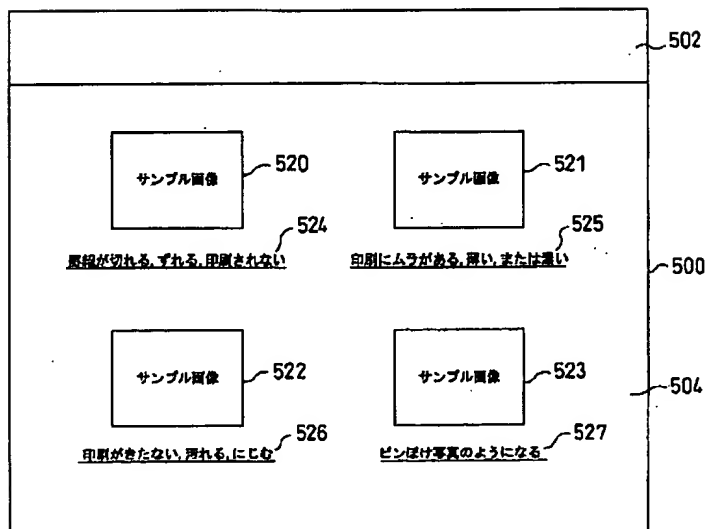 502
サンプル画像 520 サンプル画像 521
524 525
罫線が切れる,ずれる,印刷されない 印刷にムラがある,薄い,または濃い
500
サンプル画像 522 サンプル画像 523
504
526 527
印刷がきたない,汚れる,にじむ ピンぼけ写真のようになる